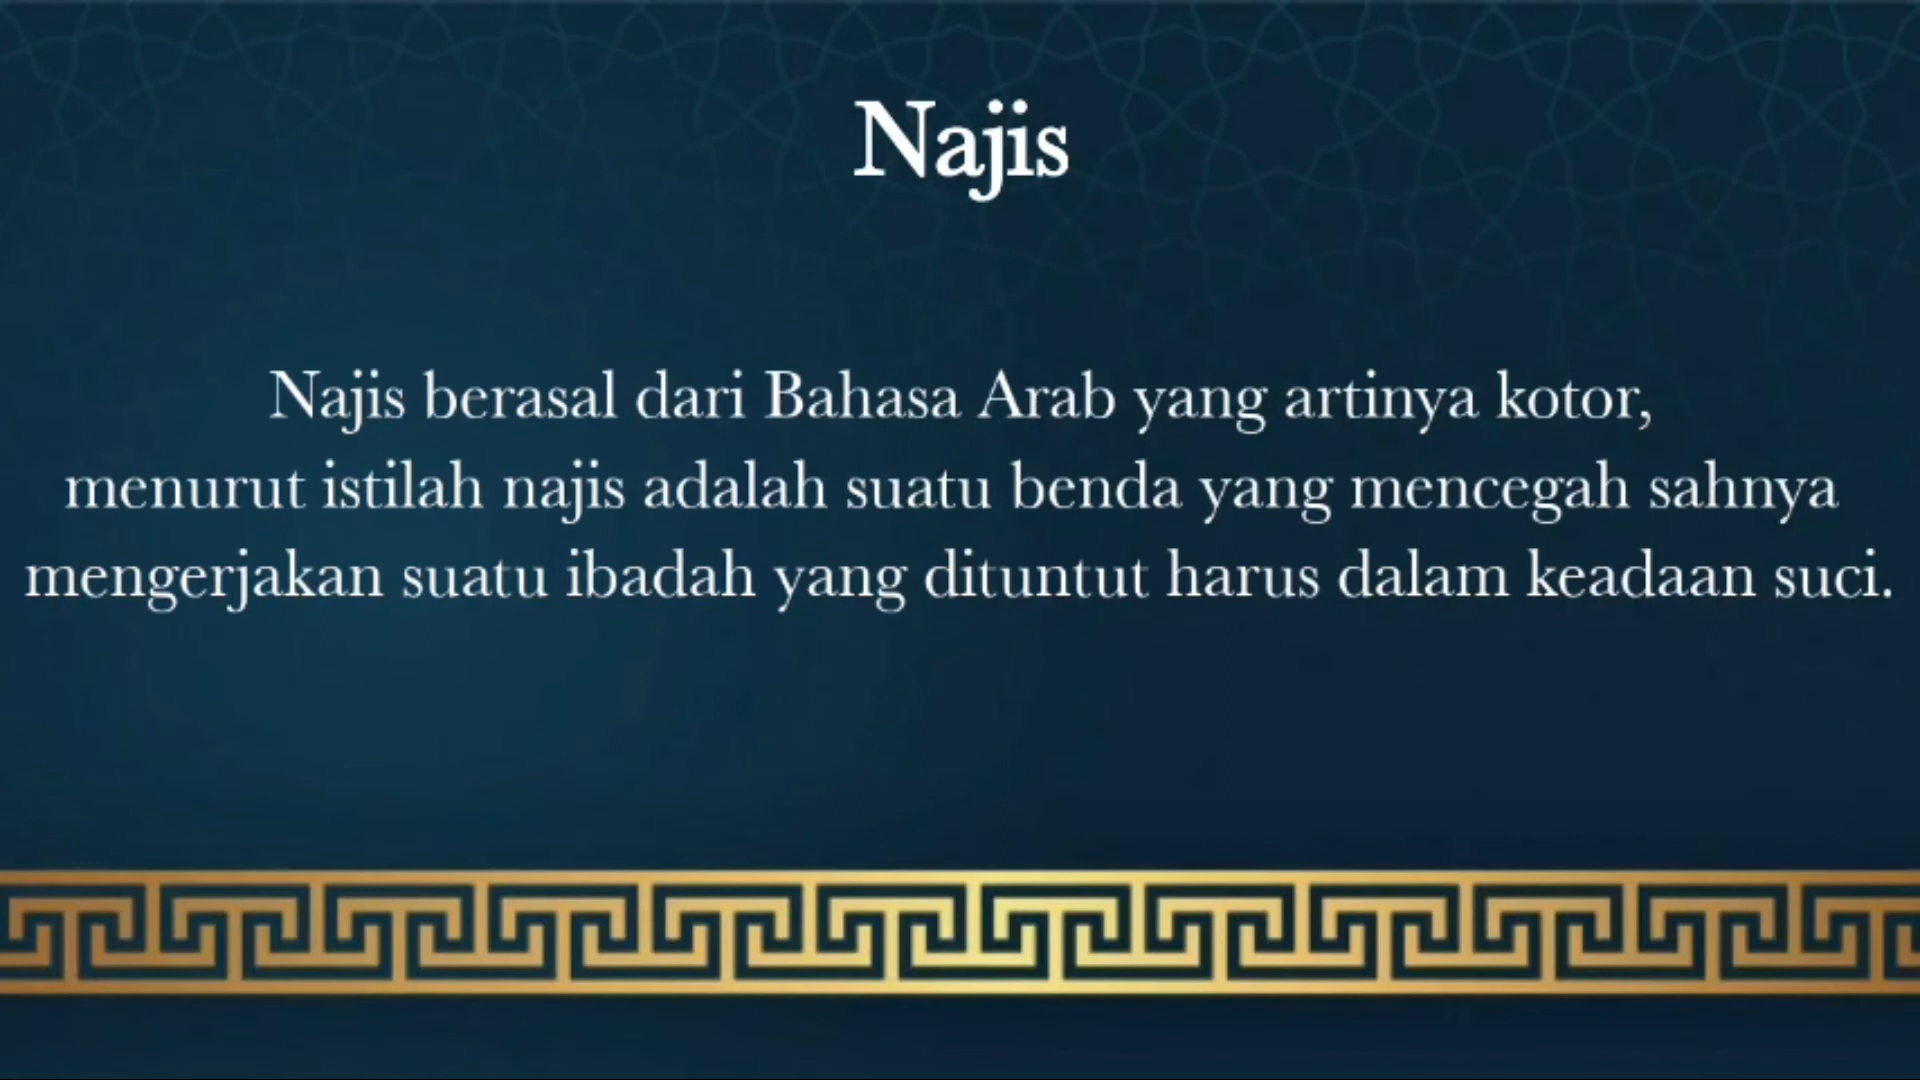 Najis
Najis berasal dari Bahasa Arab yang artinya kotor,
menurut istilah najis adalah suatu benda yang mencegah sahnya
mengerjakan suatu ibadah yang dituntut harus dalam keadaan suci.